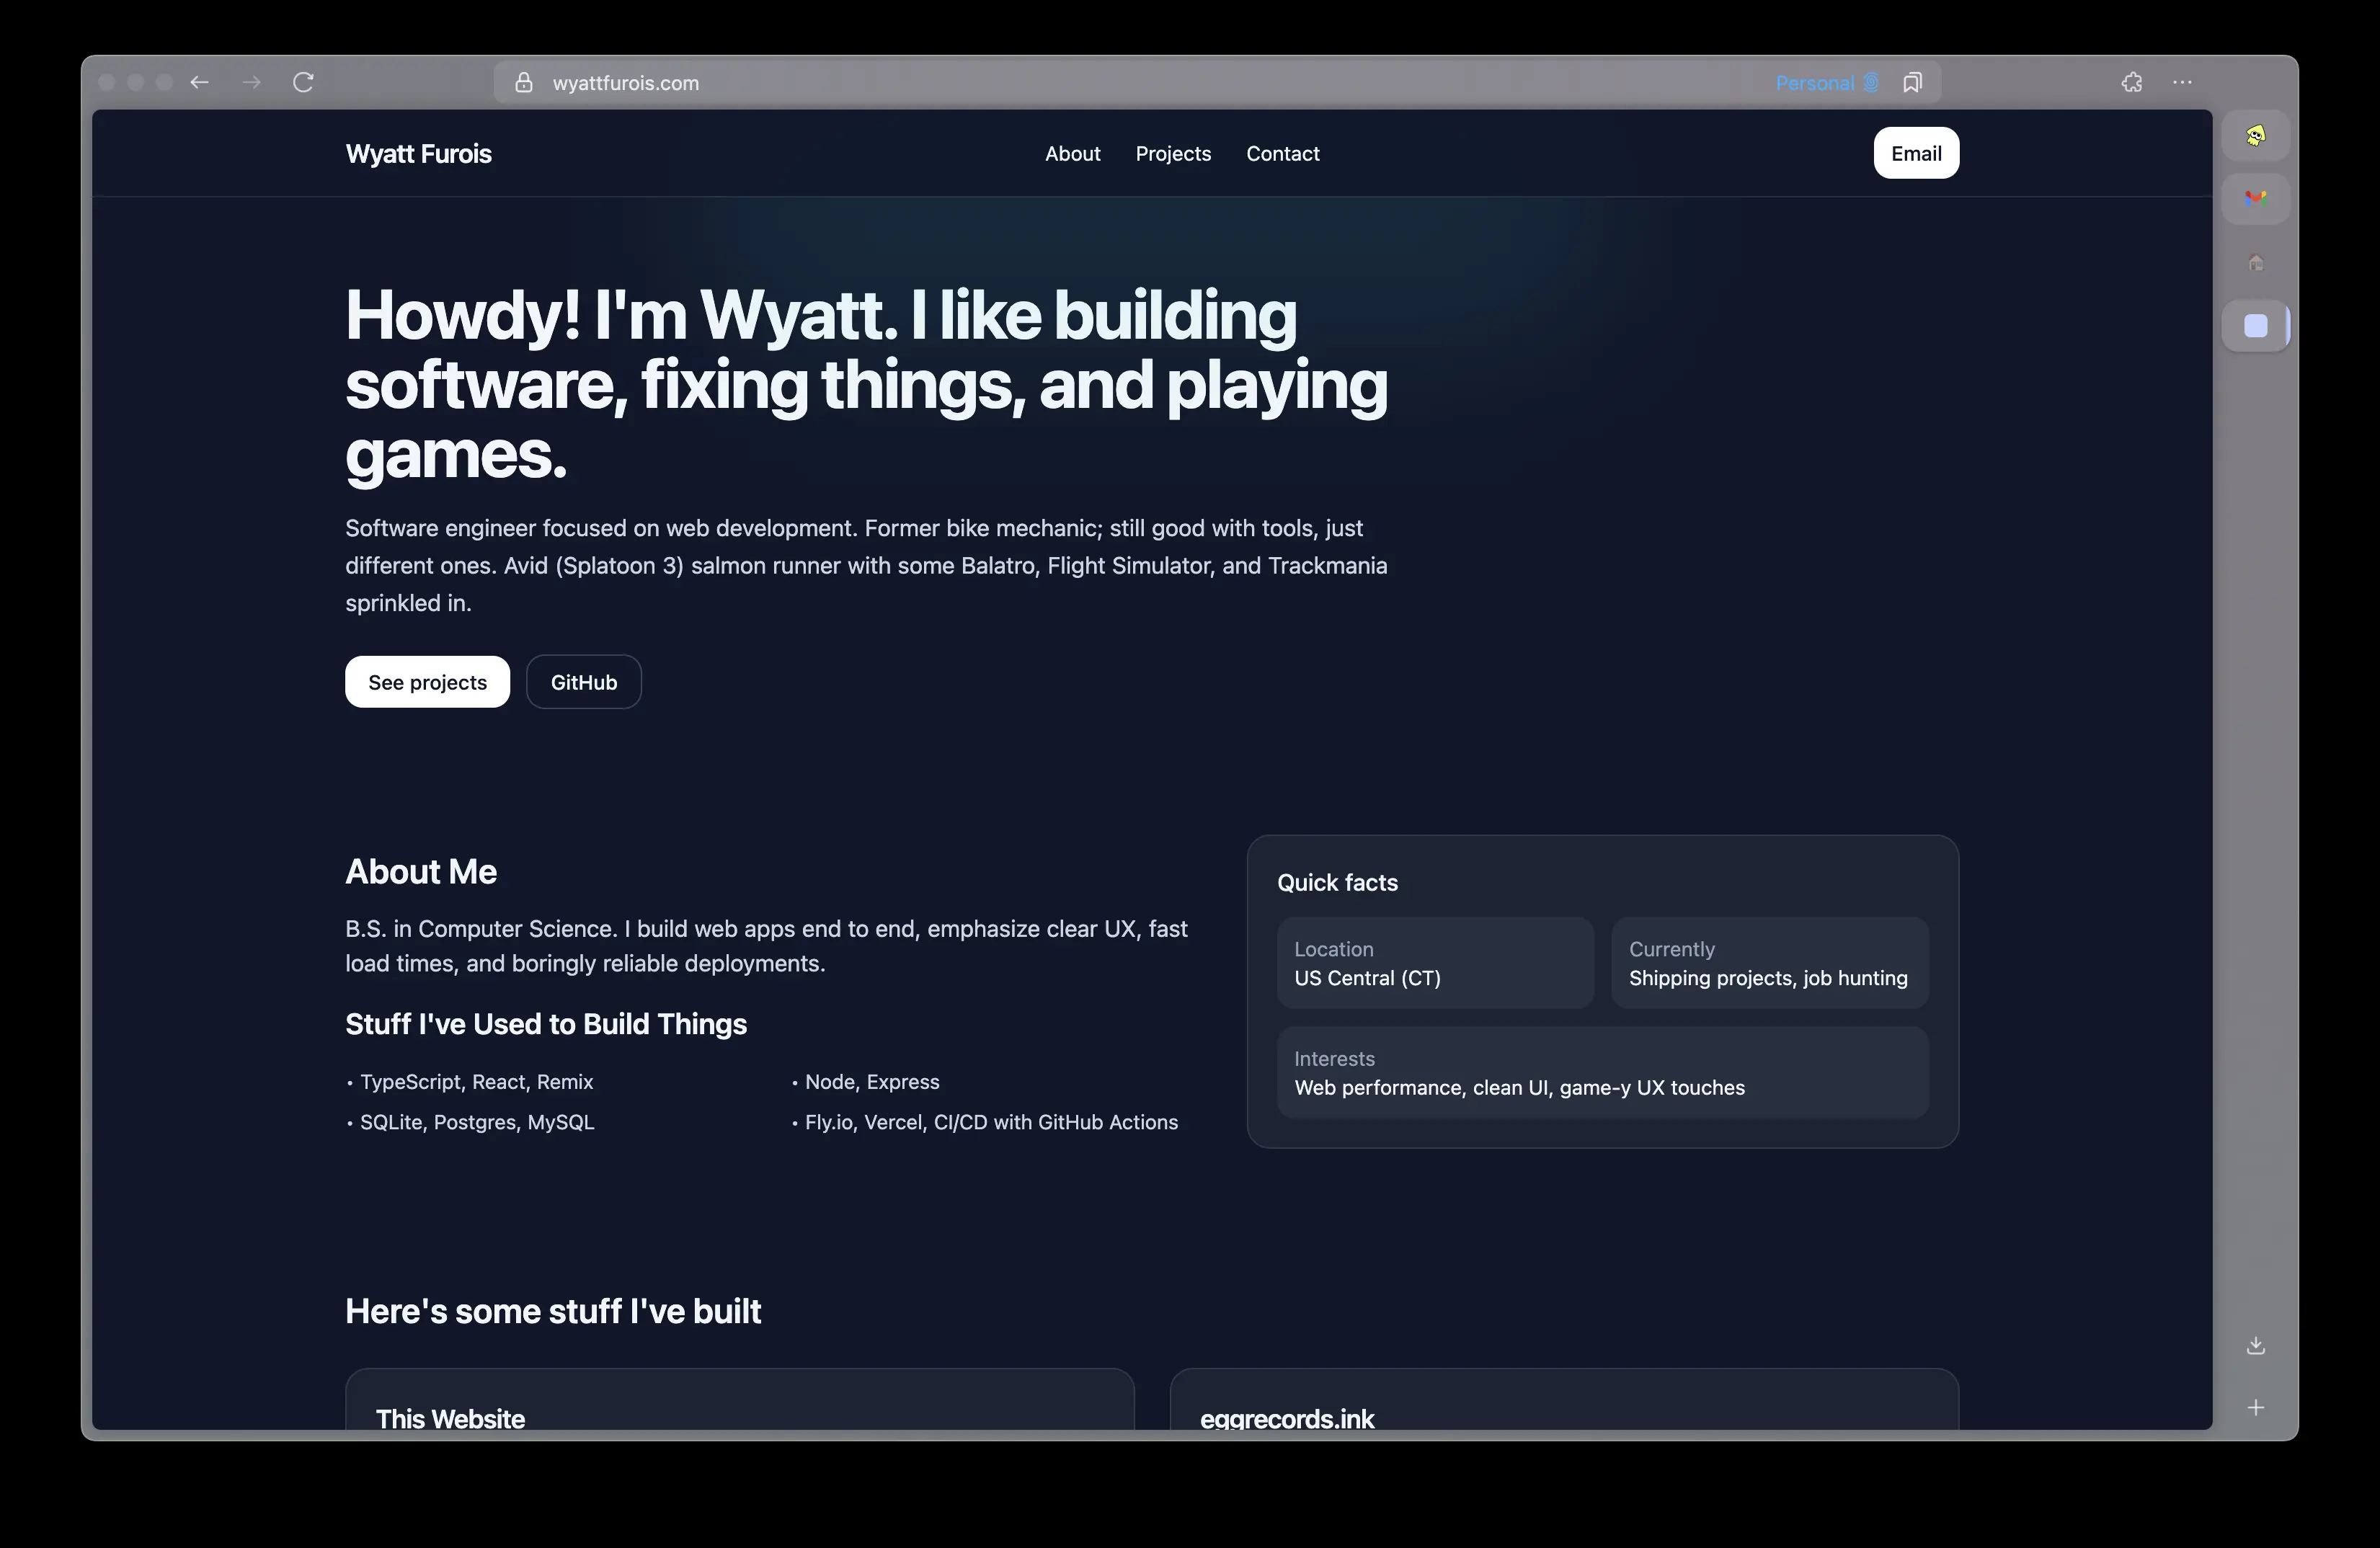 wyattfurois.com
Personal
Wyatt Furois
About
Projects
Contact
Email
Howdy! I'm Wyatt. I like building
software, fixing things, and playing
games.
Software engineer focused on web development. Former bike mechanic; still good with tools, just
different ones. Avid (Splatoon 3) salmon runner with some Balatro, Flight Simulator, and Trackmania
sprinkled in.
See projects
GitHub
About Me
B.S. in Computer Science. I build web apps end to end, emphasize clear UX, fast
load times, and boringly reliable deployments.
Stuff I've Used to Build Things
• TypeScript, React, Remix
• Node, Express
• SQLite, Postgres, MySQL
• Fly.io, Vercel, CI/CD with GitHub Actions
Quick facts
Location
US Central (CT)
Currently
Shipping projects, job hunting
Interests
Web performance, clean UI, game-y UX touches
Here's some stuff I've built
This Website
eggrecords.ink